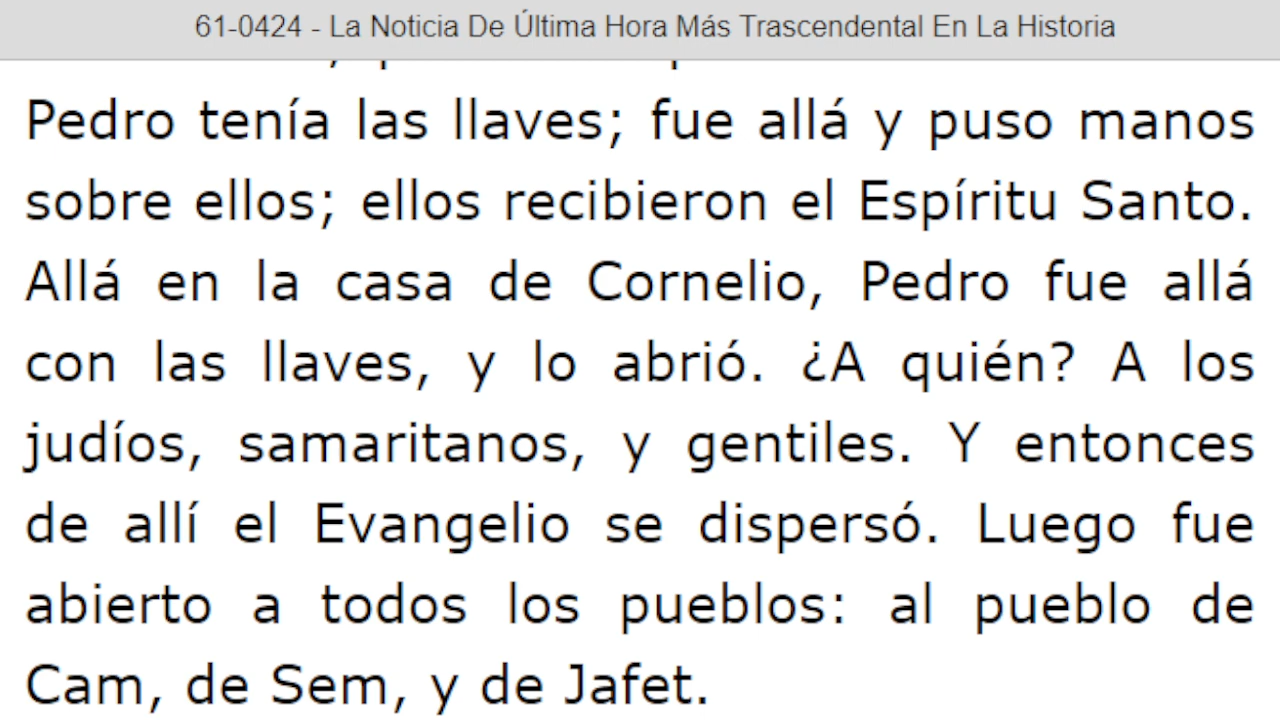 61-0424 - La Noticia De Última Hora Más Trascendental En La Historia
Pedro tenía las llaves; fue allá y puso manos
sobre ellos; ellos recibieron el Espíritu Santo.
Allá en la casa de Cornelio, Pedro fue allá
con las llaves, y lo abrió. ¿A quién? A los
judíos, samaritanos, y gentiles. Y entonces
de allí el Evangelio se dispersó. Luego fue
abierto a todos los pueblos: al pueblo de
Cam, de Sem, y de Jafet.